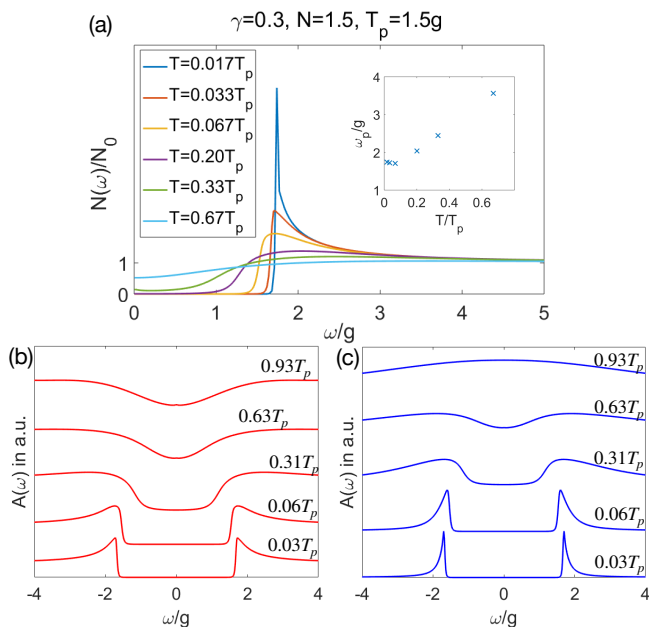 γ=0.3, N=1.5, T_p=1.5g
(a)
T=0.017T_p
T=0.033T_p
T=0.067T_p
T=0.20T_p
T=0.33T_p
T=0.67T_p
N(ω)/N_0
1
0
0 1 2 3 4 5
ω/g
ω_p/g
4
3
2
1
0 0.2 0.4 0.6
T/T_p
(b)
A(ω) in a.u.
0.93T_p
0.63T_p
0.31T_p
0.06T_p
0.03T_p
-4 -2 0 2 4
ω/g
(c)
A(ω) in a.u.
0.93T_p
0.63T_p
0.31T_p
0.06T_p
0.03T_p
-4 -2 0 2 4
ω/g